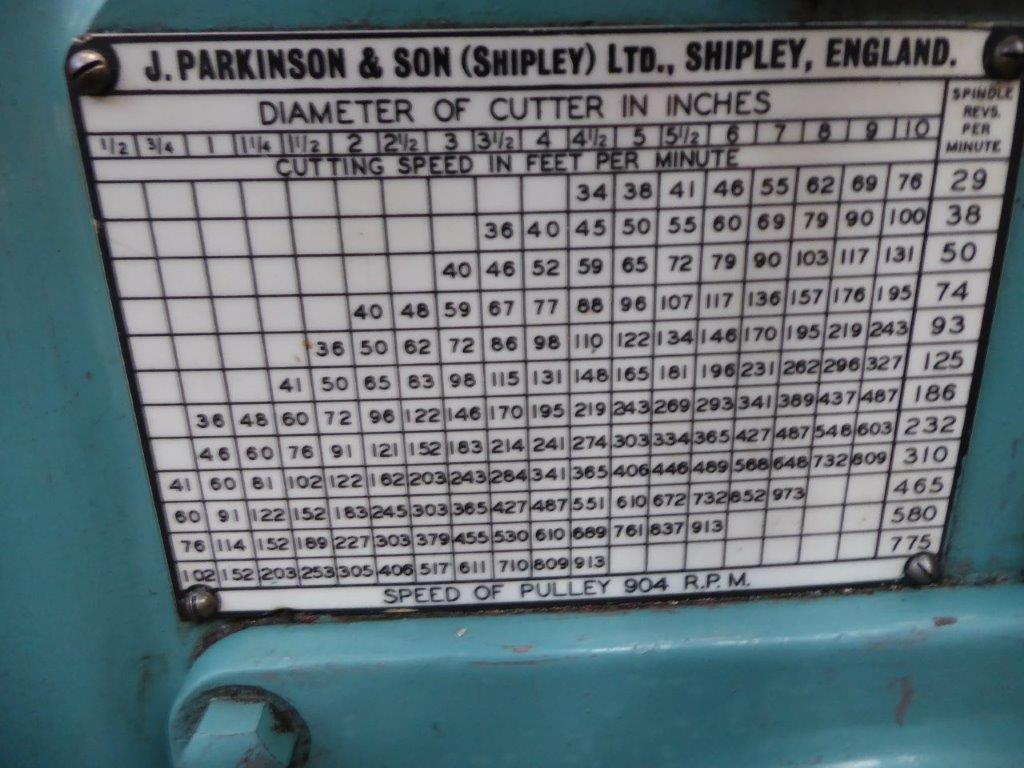 J. PARKINSON & SON (SHIPLEY) LTD., SHIPLEY, ENGLAND.
DIAMETER OF CUTTER IN INCHES SPINDLE REVS. PER MINUTE
1/2 3/4 1 1 1/4 1 1/2 2 2 1/2 3 3 1/2 4 4 1/2 5 5 1/2 6 7 8 9 10
CUTTING SPEED IN FEET PER MINUTE
34 38 41 46 55 62 69 76 29
36 40 45 50 55 60 69 79 90 100 38
40 46 52 59 65 72 79 90 103 117 131 50
40 48 59 67 77 88 96 107 117 136 157 176 195 74
36 50 62 72 86 98 110 122 134 146 170 195 219 243 93
41 50 65 83 98 115 131 148 165 181 196 231 262 296 327 125
36 48 60 72 96 122 146 170 195 219 243 269 293 341 389 437 487 186
46 60 76 91 121 152 183 214 241 274 303 334 365 427 487 548 603 232
41 60 81 102 122 162 203 243 284 341 365 406 446 489 568 648 732 809 310
60 91 122 152 183 245 303 365 427 487 551 610 672 732 852 973 465
76 114 152 189 227 303 379 455 530 610 689 761 837 913 580
102 152 203 253 305 406 517 611 710 809 913 775
SPEED OF PULLEY 904 R.P.M.